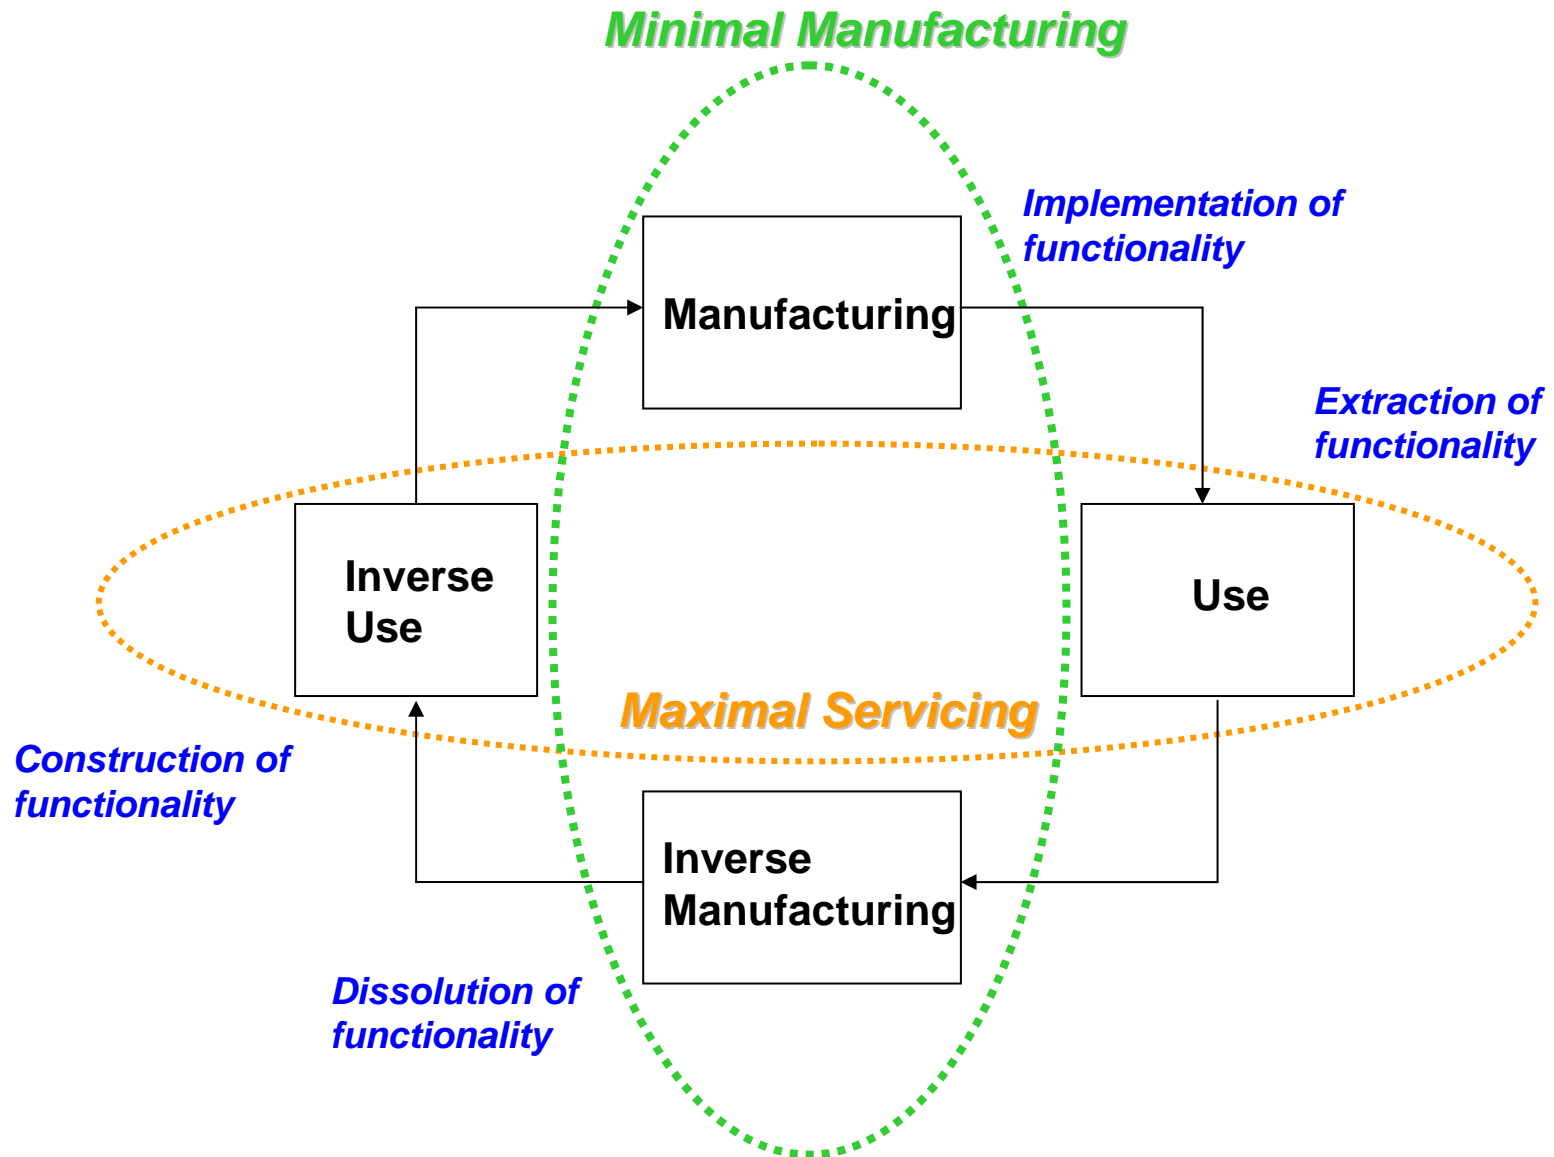 Minimal Manufacturing
Implementation of
functionality
Manufacturing
Extraction of
functionality
Inverse
Use
Use
Maximal Servicing
Construction of
functionality
Inverse
Manufacturing
Dissolution of
functionality